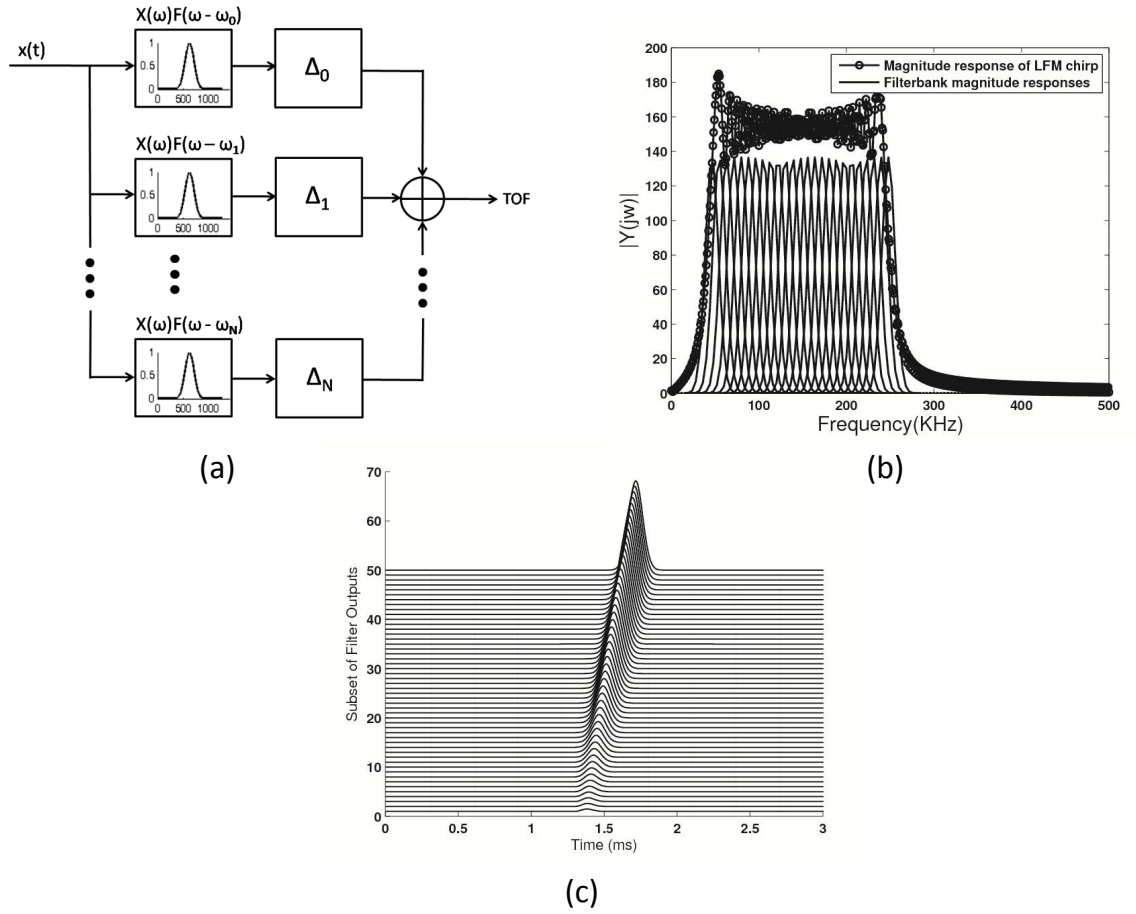 X(ω)F(ω - ω₀)
x(t)
1
0.5
0
0 500 1000
Δ₀
X(ω)F(ω - ω₁)
1
0.5
0
0 500 1000
Δ₁
TOF
X(ω)F(ω - ω_N)
1
0.5
0
0 500 1000
Δ_N
(a)
200
180
160
140
120
100
80
60
40
20
0
|Y(jw)|
Magnitude response of LFM chirp
Filterbank magnitude responses
0 100 200 300 400 500
Frequency(KHz)
(b)
70
60
50
40
30
20
10
0
Subset of Filter Outputs
0 0.5 1 1.5 2 2.5 3
Time (ms)
(c)